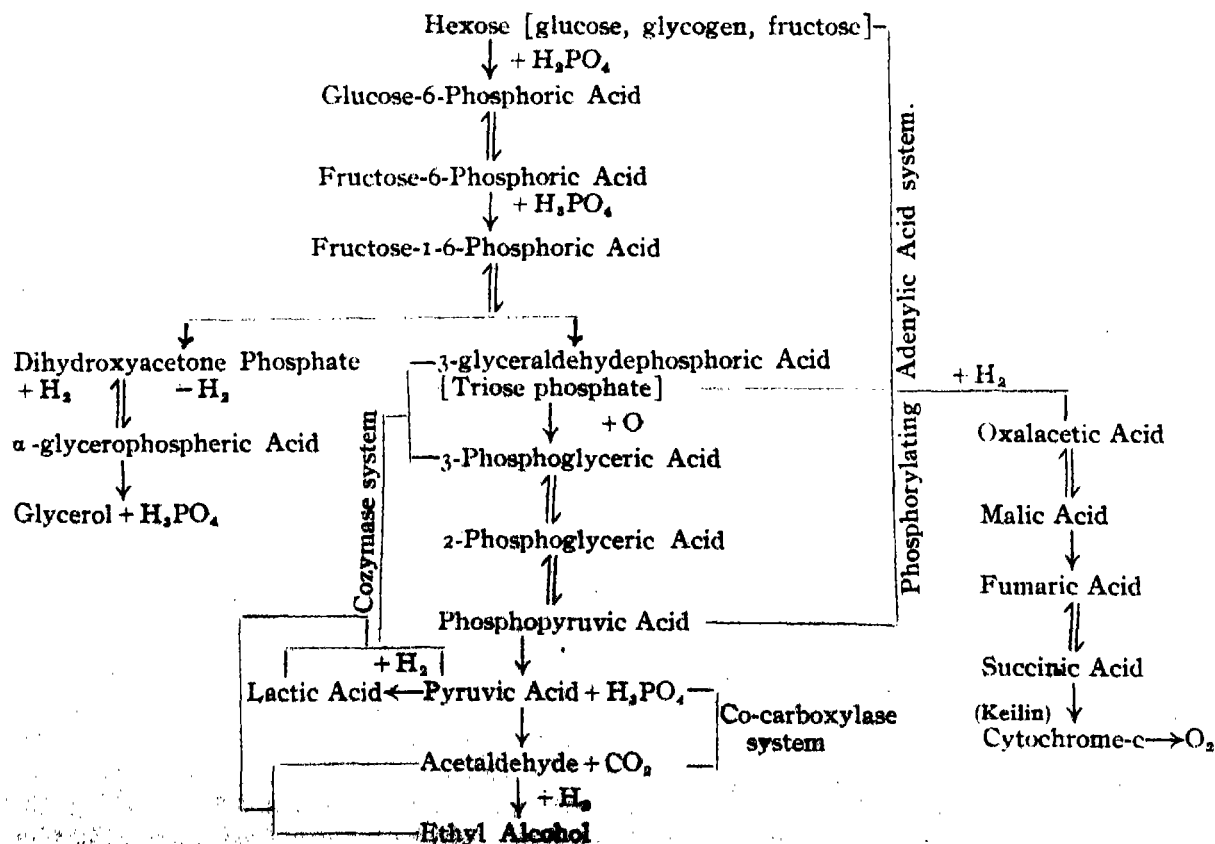 Hexose [glucose, glycogen, fructose]
+ H₂PO₄
Glucose-6-Phosphoric Acid
Fructose-6-Phosphoric Acid
+ H₃PO₄
Fructose-1-6-Phosphoric Acid
Dihydroxyacetone Phosphate
+ H₂ - H₂
α-glycerophospheric Acid
Glycerol + H₃PO₄
3-glyceraldehydephosphoric Acid
[Triose phosphate]
+ O
3-Phosphoglyceric Acid
2-Phosphoglyceric Acid
Phosphopyruvic Acid
Cozymase system
+ H₂
Lactic Acid Pyruvic Acid + H₃PO₄
Co-carboxylase
system
Acetaldehyde + CO₂
+ H₂
Ethyl Alcohol
Phosphorylating Adenylic Acid system.
+ H₂
Oxalacetic Acid
Malic Acid
Fumaric Acid
Succinic Acid
(Keilin)
Cytochrome-c O₂